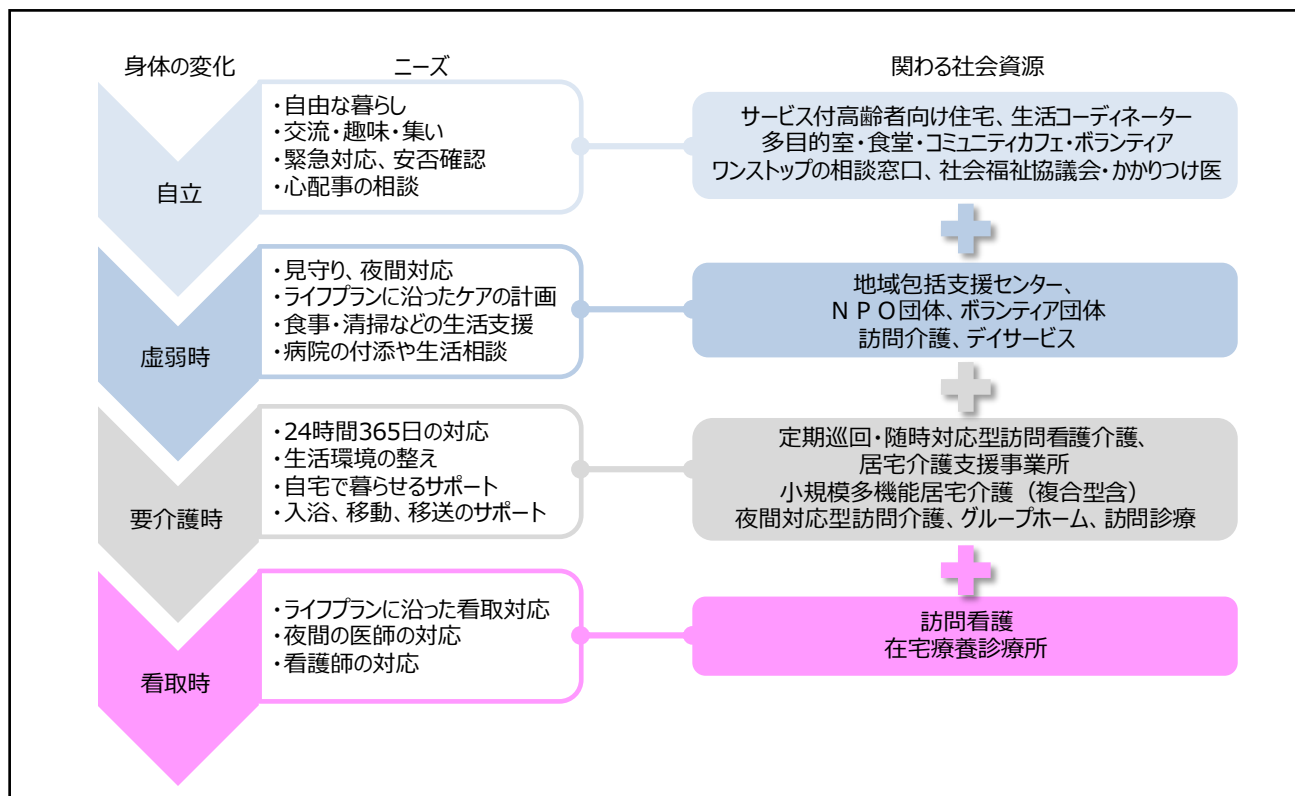 身体の変化
ニーズ
関わる社会資源
自立
・自由な暮らし
・交流・趣味・集い
・緊急対応、安否確認
・心配事の相談
サービス付高齢者向け住宅、生活コーディネーター
多目的室・食堂・コミュニティカフェ・ボランティア
ワンストップの相談窓口、社会福祉協議会・かかりつけ医
虚弱時
・見守り、夜間対応
・ライフプランに沿ったケアの計画
・食事・清掃などの生活支援
・病院の付添や生活相談
地域包括支援センター、
ＮＰＯ団体、ボランティア団体
訪問介護、デイサービス
要介護時
・24時間365日の対応
・生活環境の整え
・自宅で暮らせるサポート
・入浴、移動、移送のサポート
定期巡回・随時対応型訪問看護介護、
居宅介護支援事業所
小規模多機能居宅介護（複合型含）
夜間対応型訪問介護、グループホーム、訪問診療
看取時
・ライフプランに沿った看取対応
・夜間の医師の対応
・看護師の対応
訪問看護
在宅療養診療所